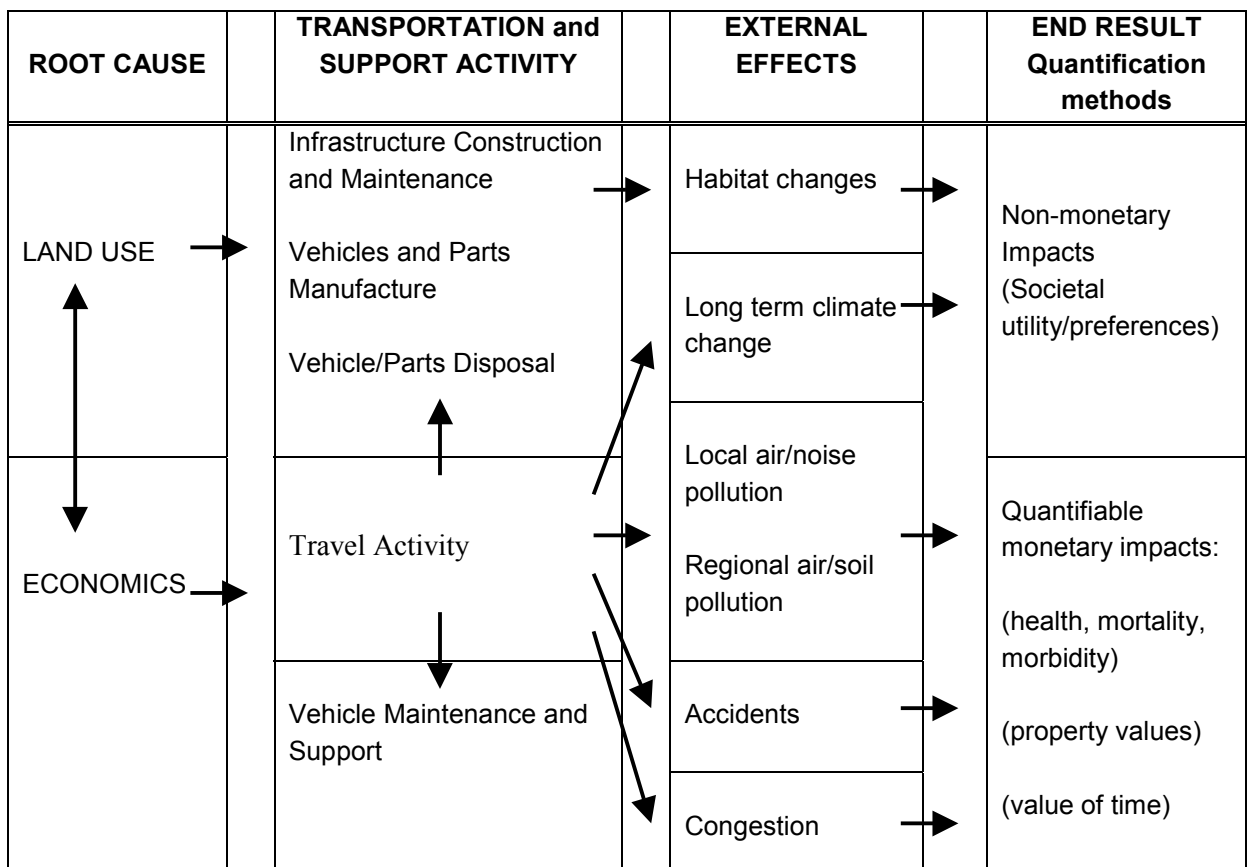 ROOT CAUSE
TRANSPORTATION and
SUPPORT ACTIVITY
EXTERNAL
EFFECTS
END RESULT
Quantification
methods
LAND USE
ECONOMICS
Infrastructure Construction
and Maintenance
Vehicles and Parts
Manufacture
Vehicle/Parts Disposal
Travel Activity
Vehicle Maintenance and
Support
Habitat changes
Long term climate
change
Local air/noise
pollution
Regional air/soil
pollution
Accidents
Congestion
Non-monetary
Impacts
(Societal
utility/preferences)
Quantifiable
monetary impacts:
(health, mortality,
morbidity)
(property values)
(value of time)